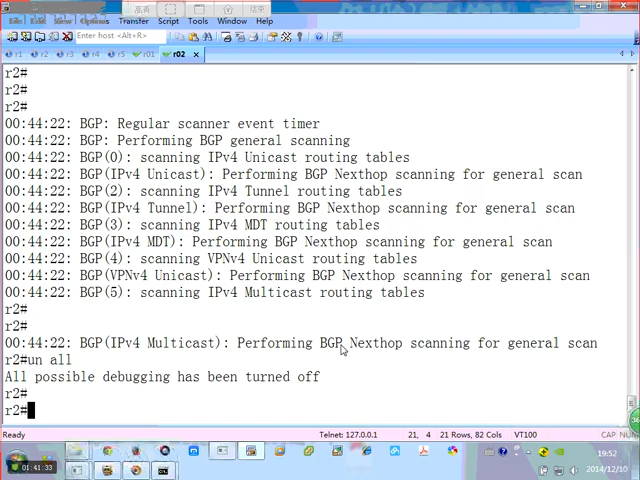 File Edit View Options Transfer Script Tools Window Help
Enter host <Alt+R>
r1 r2 r3 r4 r5 r01 r02
r2#
r2#
r2#
00:44:22: BGP: Regular scanner event timer
00:44:22: BGP: Performing BGP general scanning
00:44:22: BGP(0): scanning IPv4 Unicast routing tables
00:44:22: BGP(IPv4 Unicast): Performing BGP Nexthop scanning for general scan
00:44:22: BGP(2): scanning IPv4 Tunnel routing tables
00:44:22: BGP(IPv4 Tunnel): Performing BGP Nexthop scanning for general scan
00:44:22: BGP(3): scanning IPv4 MDT routing tables
00:44:22: BGP(IPv4 MDT): Performing BGP Nexthop scanning for general scan
00:44:22: BGP(4): scanning VPNv4 Unicast routing tables
00:44:22: BGP(VPNv4 Unicast): Performing BGP Nexthop scanning for general scan
00:44:22: BGP(5): scanning IPv4 Multicast routing tables
r2#
r2#
00:44:22: BGP(IPv4 Multicast): Performing BGP Nexthop scanning for general scan
r2#un all
All possible debugging has been turned off
r2#
r2#
Ready Telnet: 127.0.0.1 21, 4 21 Rows, 82 Cols VT100 CAP NUM
01:41:33
19:52
2014/12/10